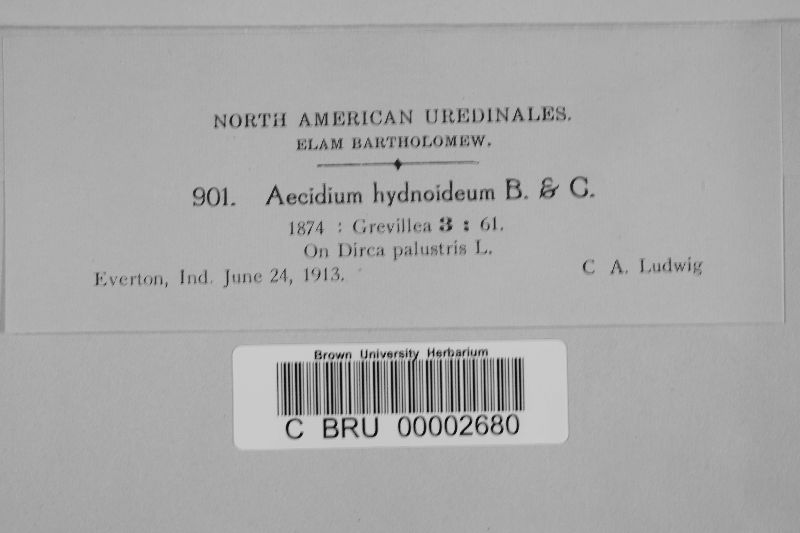 NORTH AMERICAN UREDINALES.
ELAM BARTHOLOMEW.
901. Aecidium hydnoideum B. & C.
1874 : Grevillea 3 : 61.
On Dirca palustris L.
Everton, Ind. June 24, 1913. C A. Ludwig
Brown University Herbarium
C BRU 00002680